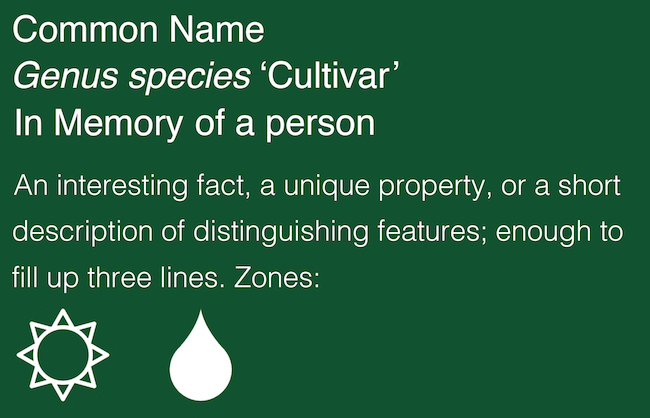 Common Name
Genus species ‘Cultivar’
In Memory of a person
An interesting fact, a unique property, or a short
description of distinguishing features; enough to
fill up three lines. Zones: